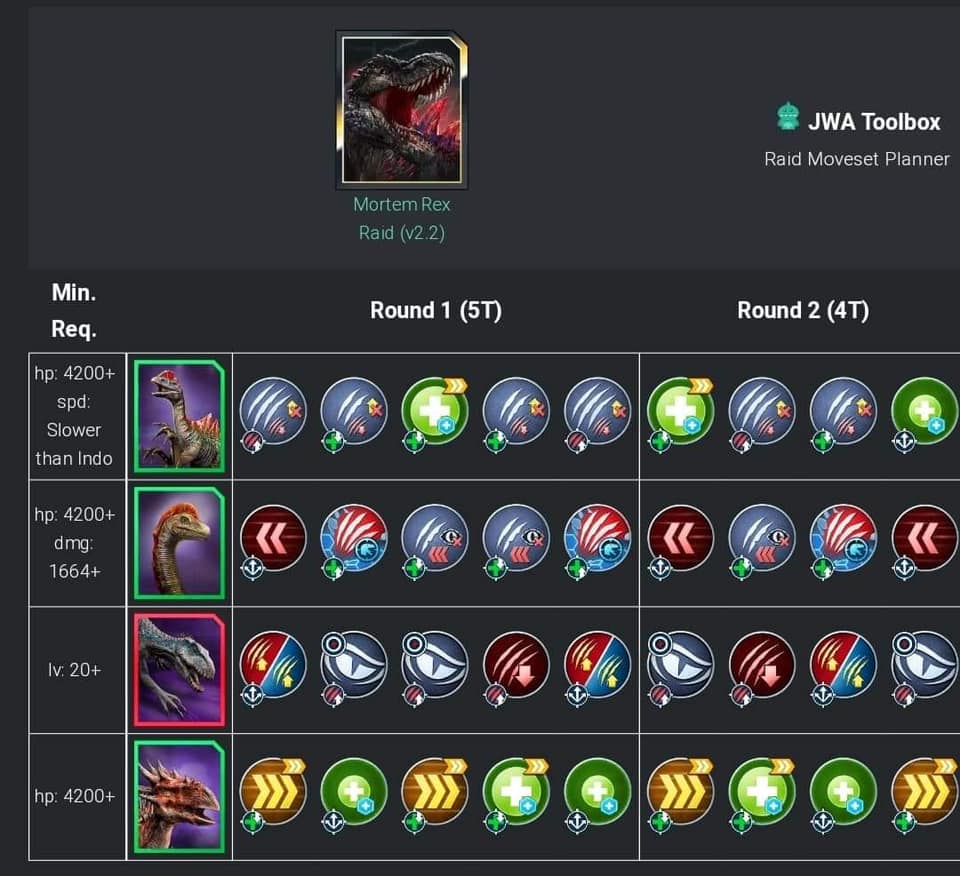 JWA Toolbox
Raid Moveset Planner
Mortem Rex
Raid (v2.2)
Min.
Req.
Round 1 (5T)
Round 2 (4T)
hp: 4200+
spd:
Slower
than Indo
hp: 4200+
dmg:
1664+
lv: 20+
hp: 4200+